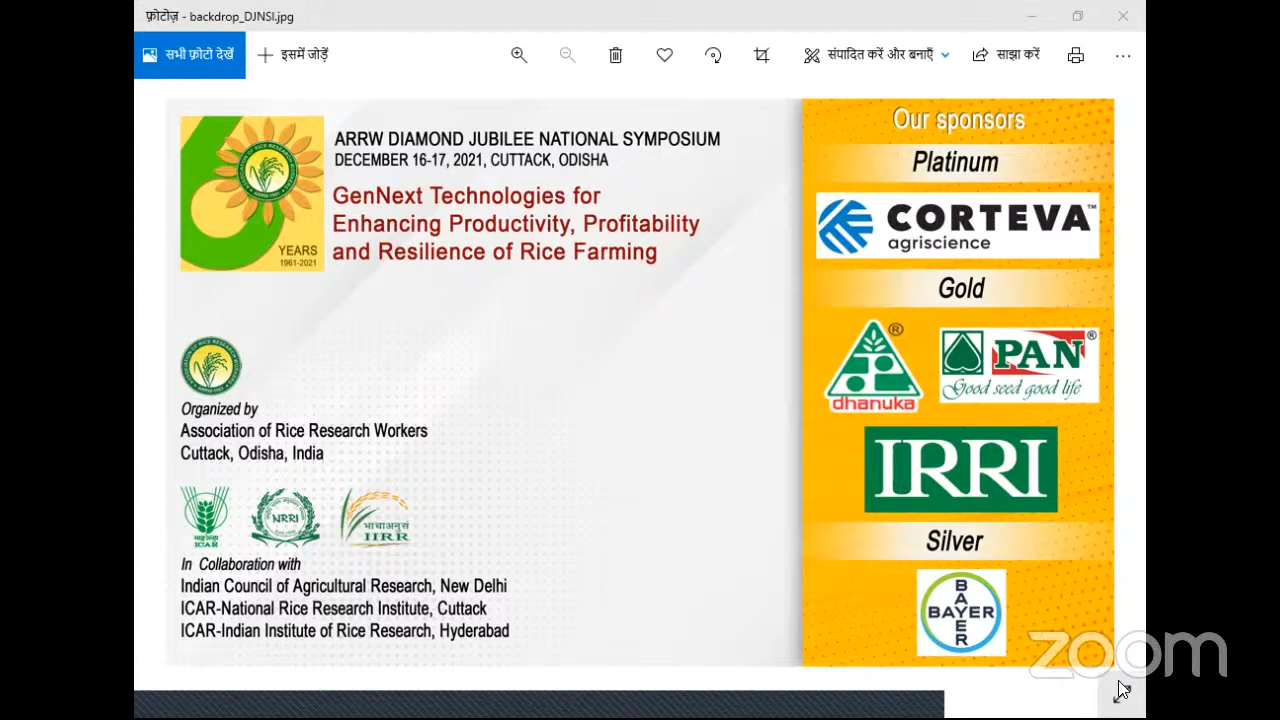 फ़ोटोज़ - backdrop_DJNSI.jpg
सभी फ़ोटो देखें
इसमें जोड़ें
संपादित करें और बनाएँ
साझा करें
YEARS
1961-2021
ARRW DIAMOND JUBILEE NATIONAL SYMPOSIUM
DECEMBER 16-17, 2021, CUTTACK, ODISHA
GenNext Technologies for
Enhancing Productivity, Profitability
and Resilience of Rice Farming
Organized by
Association of Rice Research Workers
Cuttack, Odisha, India
भाकृअनुप
ICAR
NRRI
IIRR
In Collaboration with
Indian Council of Agricultural Research, New Delhi
ICAR-National Rice Research Institute, Cuttack
ICAR-Indian Institute of Rice Research, Hyderabad
Our sponsors
Platinum
CORTEVA™
agriscience
Gold
®
dhanuka
PAN®
Good seed good life
IRRI
Silver
BAYER
BAYER
zoom